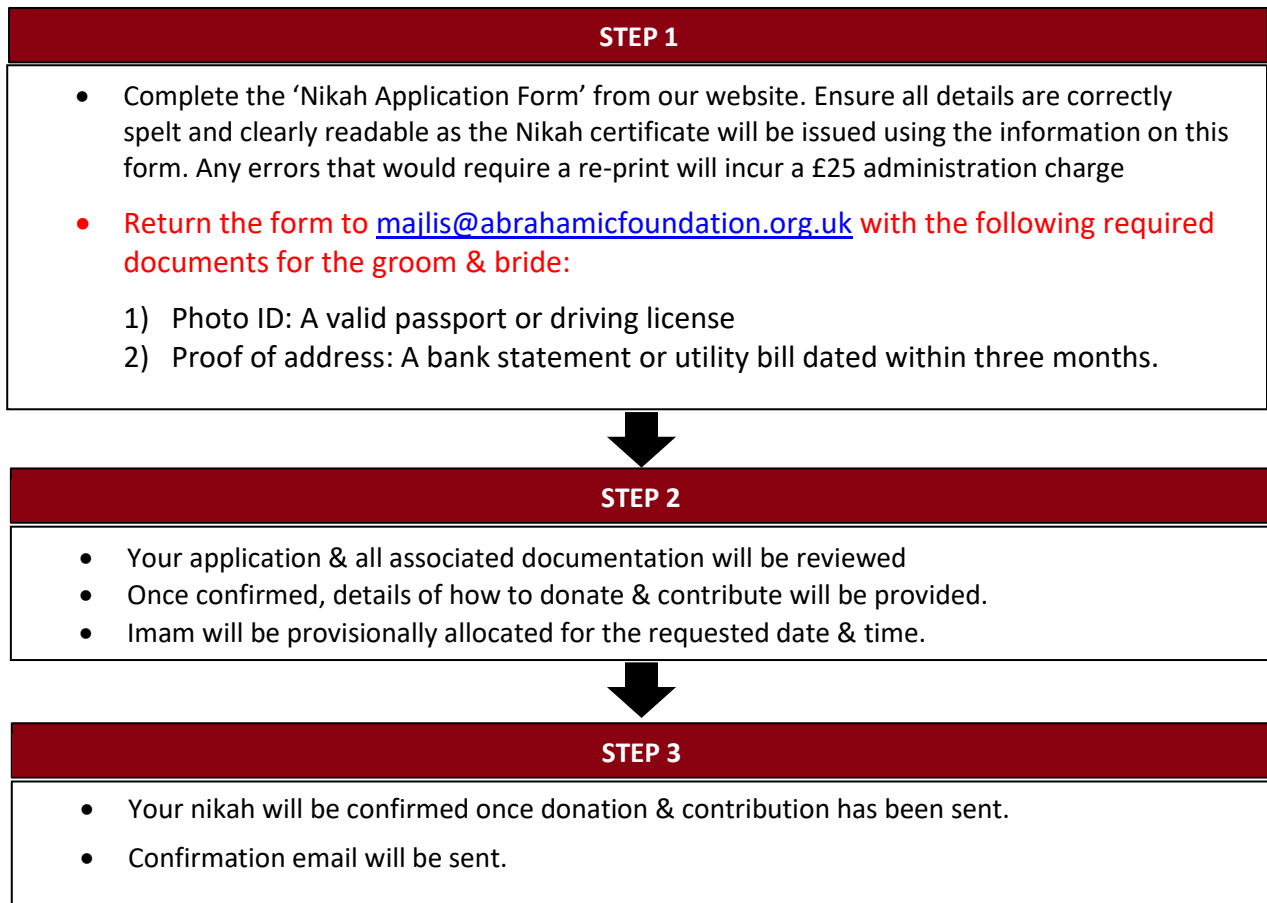 STEP 1
• Complete the ‘Nikah Application Form’ from our website. Ensure all details are correctly
spelt and clearly readable as the Nikah certificate will be issued using the information on this
form. Any errors that would require a re-print will incur a £25 administration charge
• Return the form to majlis@abrahamicfoundation.org.uk with the following required
documents for the groom & bride:
1) Photo ID: A valid passport or driving license
2) Proof of address: A bank statement or utility bill dated within three months.
STEP 2
• Your application & all associated documentation will be reviewed
• Once confirmed, details of how to donate & contribute will be provided.
• Imam will be provisionally allocated for the requested date & time.
STEP 3
• Your nikah will be confirmed once donation & contribution has been sent.
• Confirmation email will be sent.